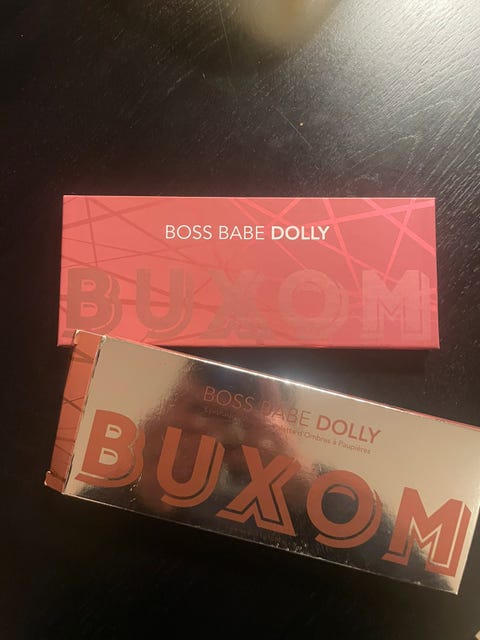 BOSS BABE DOLLY
BUXOM
BOSS BABE DOLLY
d'Ombres à Paupières
BUXOM